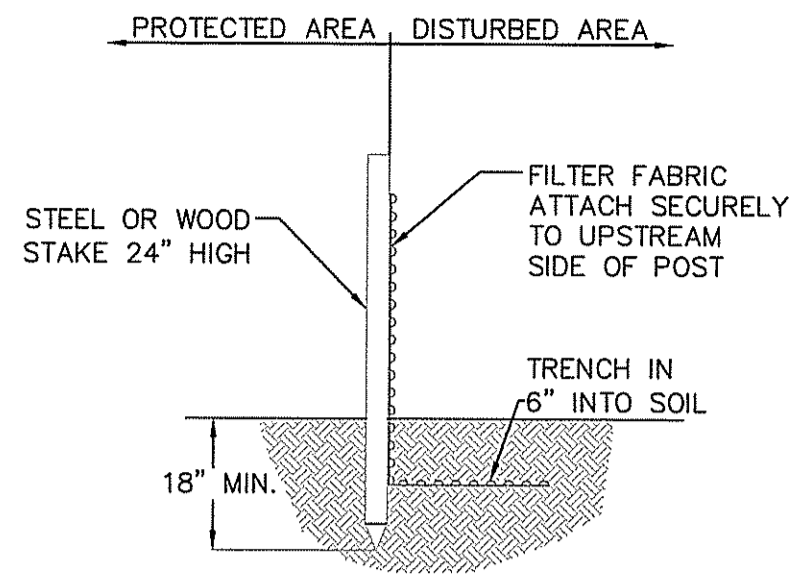 PROTECTED AREA
DISTURBED AREA
FILTER FABRIC
ATTACH SECURELY
TO UPSTREAM
SIDE OF POST
STEEL OR WOOD
STAKE 24" HIGH
TRENCH IN
6" INTO SOIL
18" MIN.